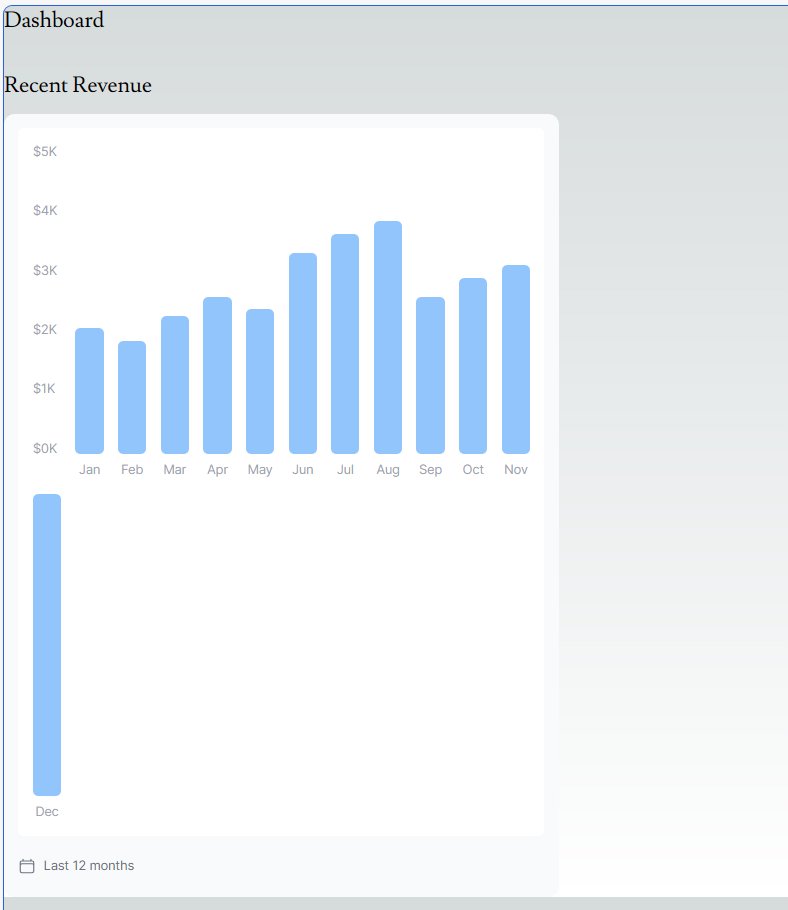 Dashboard
Recent Revenue
$5K
$4K
$3K
$2K
$1K
$0K
Jan Feb Mar Apr May Jun Jul Aug Sep Oct Nov
Dec
Last 12 months